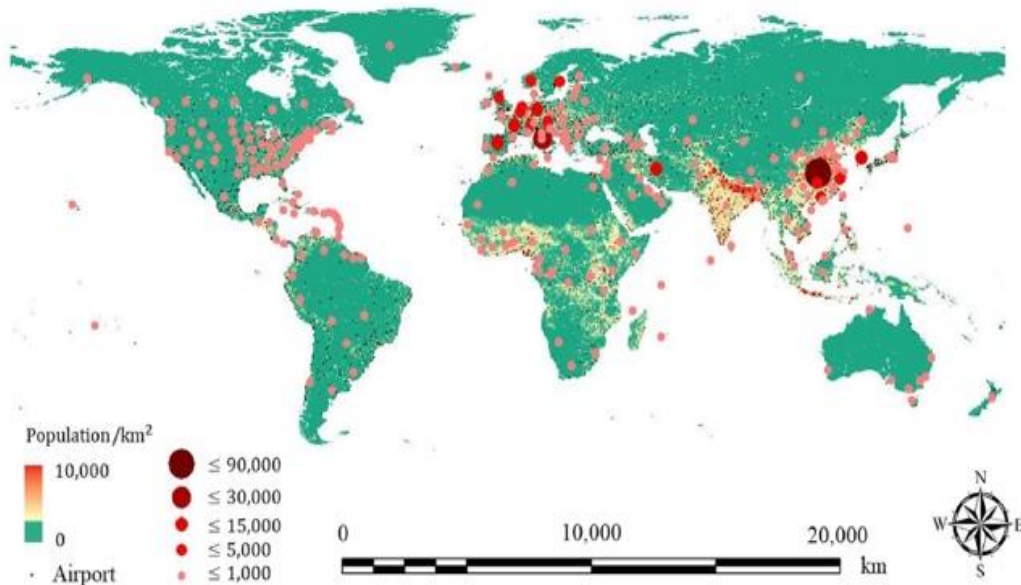 Population/km²
10,000
0
Airport
≤ 90,000
≤ 30,000
≤ 15,000
≤ 5,000
≤ 1,000
0 10,000 20,000
km
N
W E
S